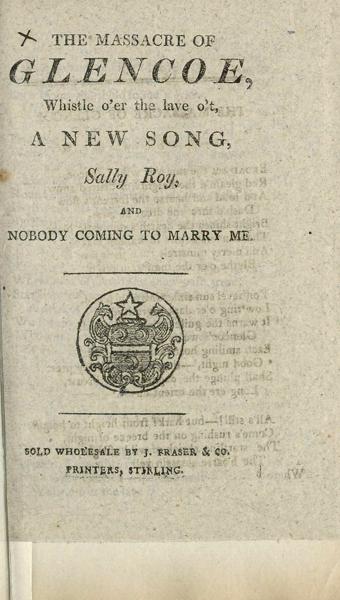 THE MASSACRE OF
GLENCOE,
Whistle o'er the lave o't,
A NEW SONG,
Sally Roy,
AND
NOBODY COMING TO MARRY ME.
SOLD WHOLESALE BY J. FRASER & CO.
PRINTERS, STIRLING.